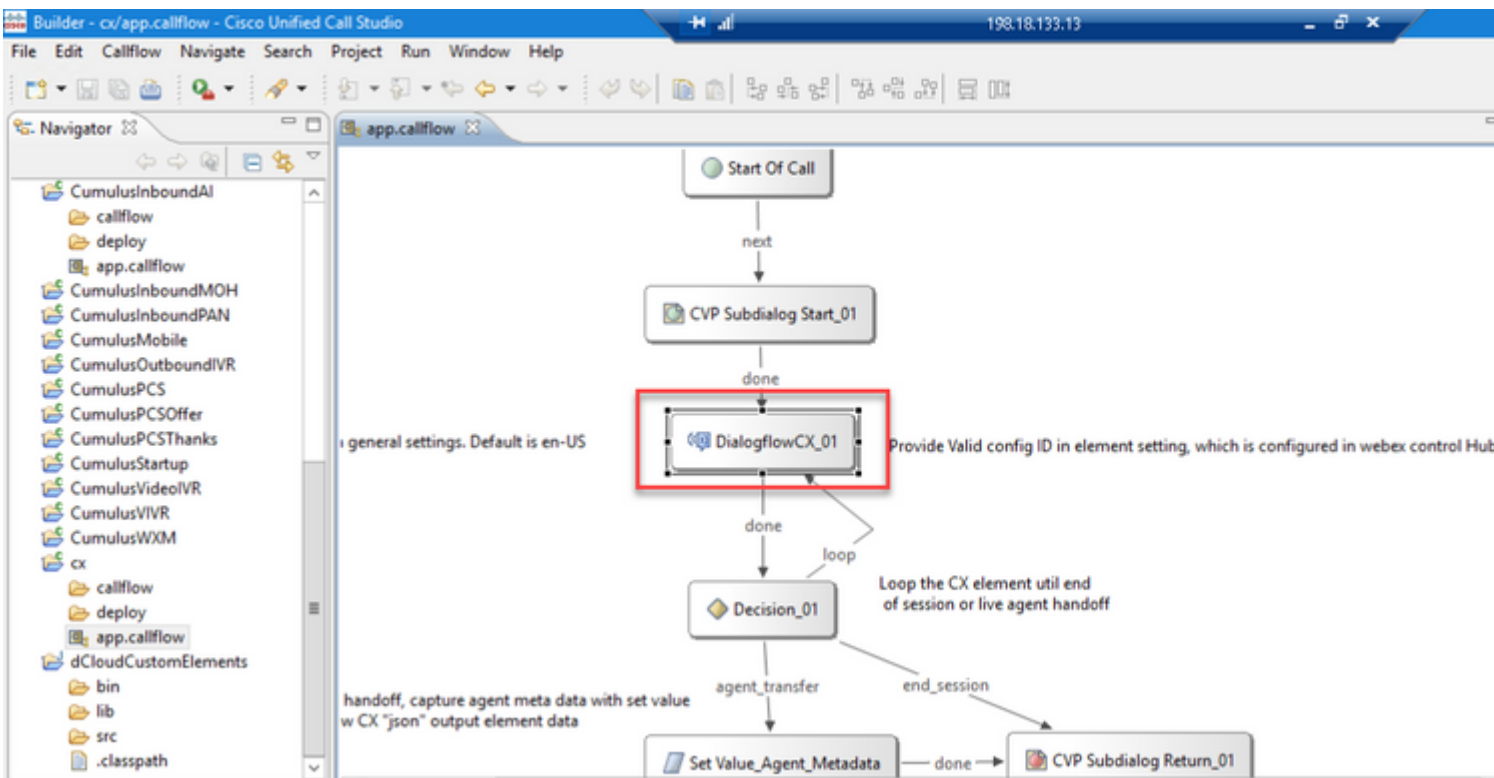 Builder - cx/app.callflow - Cisco Unified Call Studio
198.18.133.13
File Edit Callflow Navigate Search Project Run Window Help
Navigator
app.callflow
CumulusInboundAI
callflow
deploy
app.callflow
CumulusInboundMOH
CumulusInboundPAN
CumulusMobile
CumulusOutboundIVR
CumulusPCS
CumulusPCSOffer
CumulusPCSThanks
CumulusStartup
CumulusVideoIVR
CumulusVIVR
CumulusWXM
cx
callflow
deploy
app.callflow
dCloudCustomElements
bin
lib
src
.classpath
Start Of Call
next
CVP Subdialog Start_01
done
general settings. Default is en-US
DialogflowCX_01
Provide Valid config ID in element setting, which is configured in webex control Hub
done
loop
Loop the CX element util end
of session or live agent handoff
Decision_01
agent_transfer
end_session
handoff, capture agent meta data with set value
w CX "json" output element data
Set Value_Agent_Metadata
done
CVP Subdialog Return_01